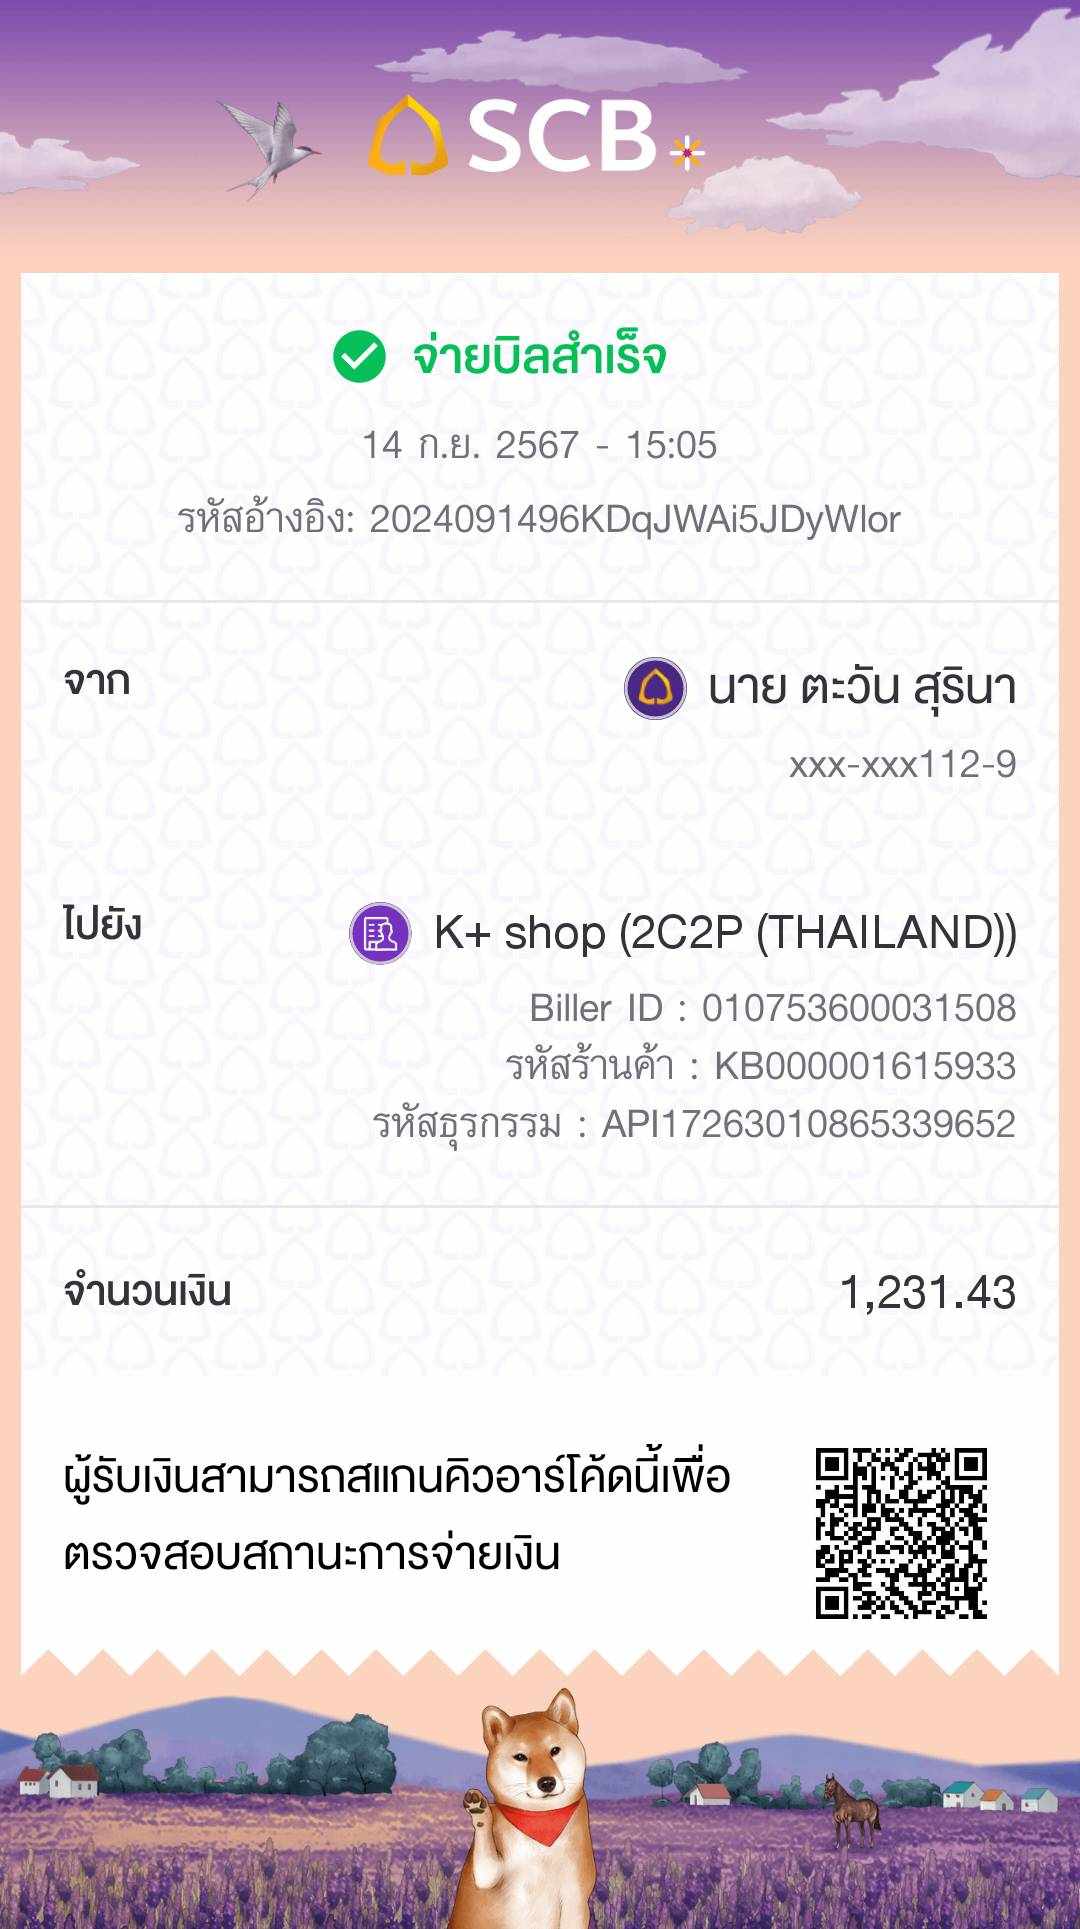 SCB
จ่ายบิลสำเร็จ
14 ก.ย. 2567 - 15:05
รหัสอ้างอิง: 2024091496KDqJWAi5JDyWlor
จาก
นาย ตะวัน สุรินา
xxx-xxx112-9
ไปยัง
K+ shop (2C2P (THAILAND))
Biller ID : 010753600031508
รหัสร้านค้า : KB000001615933
รหัสธุรกรรม : API17263010865339652
จำนวนเงิน
1,231.43
ผู้รับเงินสามารถสแกนคิวอาร์โค้ดนี้เพื่อ
ตรวจสอบสถานะการจ่ายเงิน